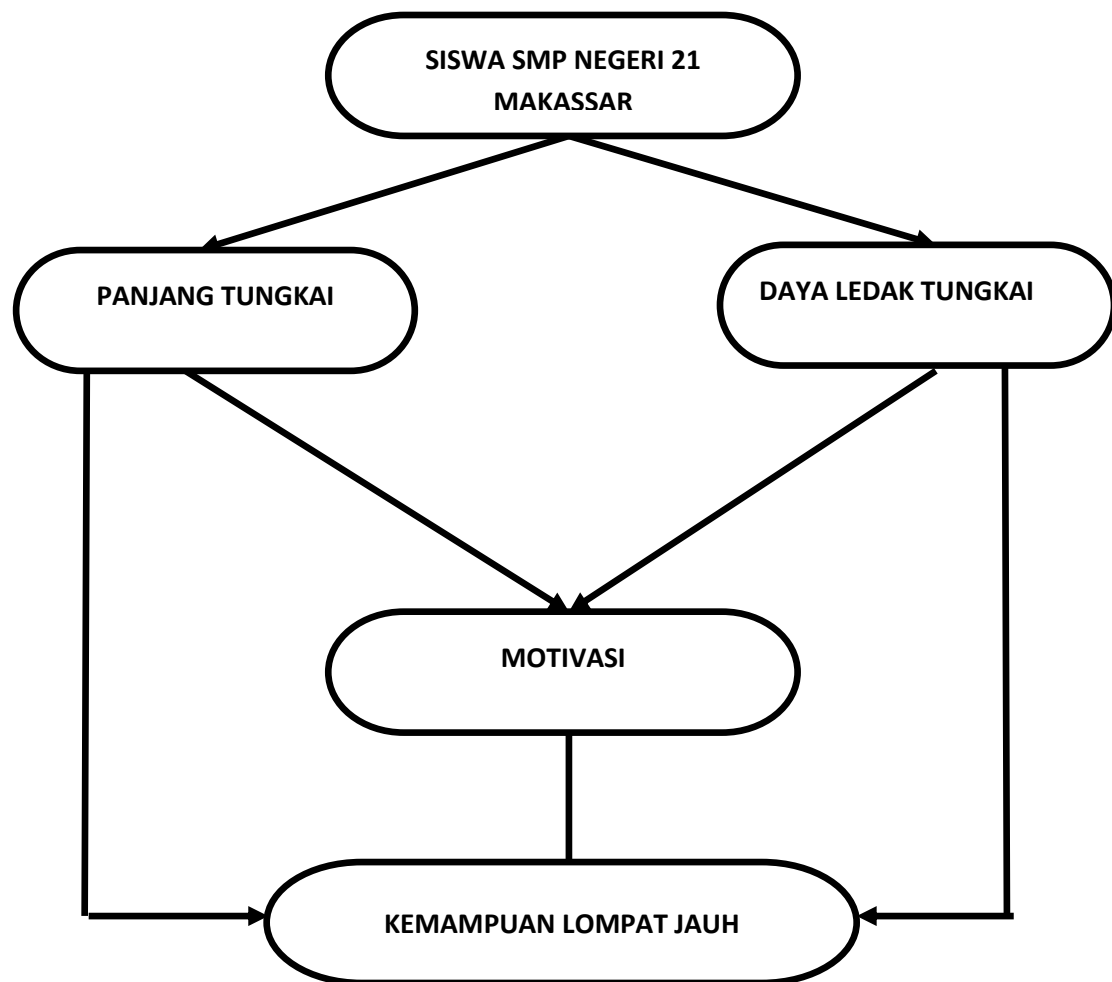 SISWA SMP NEGERI 21
MAKASSAR
PANJANG TUNGKAI
DAYA LEDAK TUNGKAI
MOTIVASI
KEMAMPUAN LOMPAT JAUH